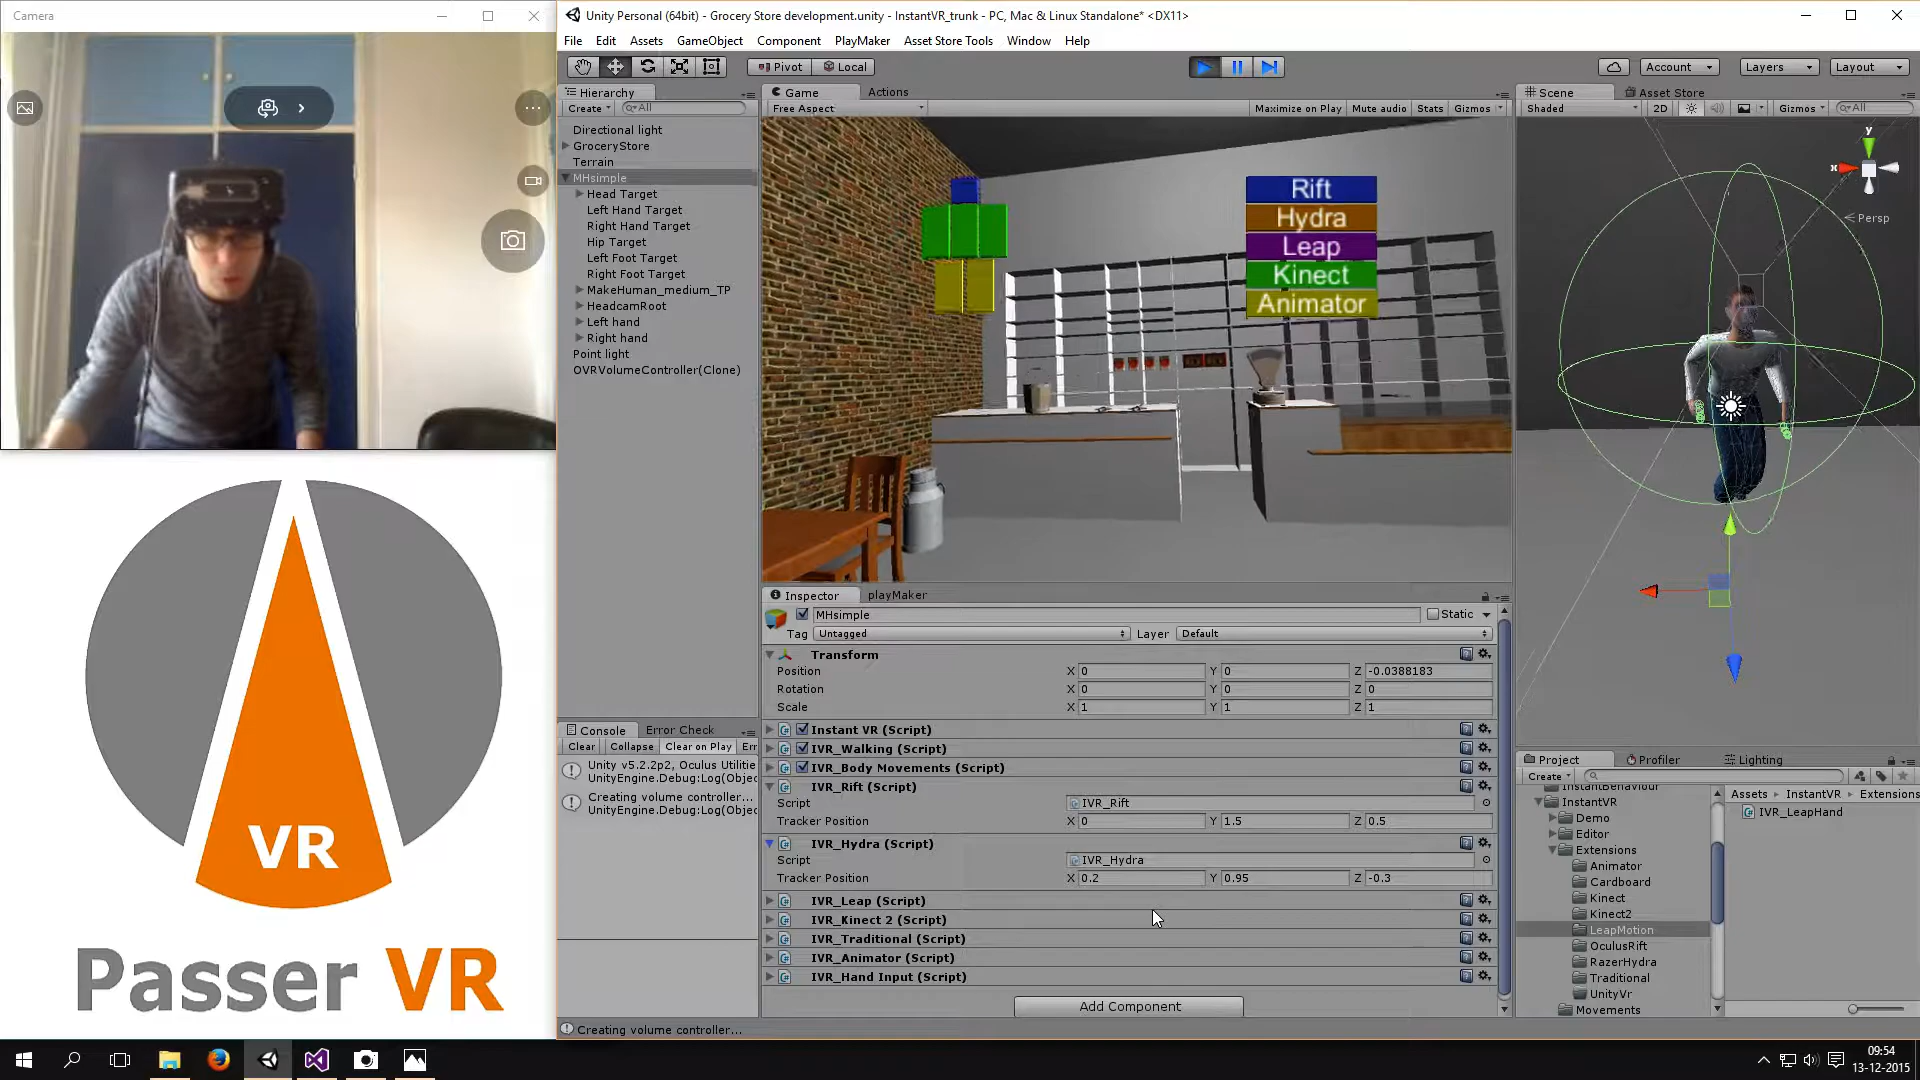 Camera
VR
Passer VR
Unity Personal (64bit) - Grocery Store development.unity - InstantVR_trunk - PC, Mac & Linux Standalone* <DX11>
File Edit Assets GameObject Component PlayMaker Asset Store Tools Window Help
Pivot Local
Account Layers Layout
Hierarchy
Create All
Directional light
GroceryStore
Terrain
MHsimple
Head Target
Left Hand Target
Right Hand Target
Hip Target
Left Foot Target
Right Foot Target
MakeHuman_medium_TP
HeadcamRoot
Left hand
Right hand
Point light
OVRVolumeController(Clone)
Console Error Check
Clear Collapse Clear on Play Err
Unity v5.2.2p2, Oculus Utilitie
UnityEngine.Debug:Log(Objec
Creating volume controller...
UnityEngine.Debug:Log(Objec
Creating volume controller...
Game Actions
Free Aspect Maximize on Play Mute audio Stats Gizmos
Rift
Hydra
Leap
Kinect
Animator
Inspector playMaker
MHsimple Static
Tag Untagged Layer Default
Transform
Position X 0 Y 0 Z -0.0388183
Rotation X 0 Y 0 Z 0
Scale X 1 Y 1 Z 1
Instant VR (Script)
IVR_Walking (Script)
IVR_Body Movements (Script)
IVR_Rift (Script)
Script IVR_Rift
Tracker Position X 0 Y 1.5 Z 0.5
IVR_Hydra (Script)
Script IVR_Hydra
Tracker Position X 0.2 Y 0.95 Z -0.3
IVR_Leap (Script)
IVR_Kinect 2 (Script)
IVR_Traditional (Script)
IVR_Animator (Script)
IVR_Hand Input (Script)
Add Component
Scene Asset Store
Shaded 2D Gizmos All
y
x
Persp
Project Profiler Lighting
Create
InstantBehaviour
InstantVR
Demo
Editor
Extensions
Animator
Cardboard
Kinect
Kinect2
LeapMotion
OculusRift
RazerHydra
Traditional
UnityVr
Movements
Assets InstantVR Extensions
IVR_LeapHand
09:54
13-12-2015